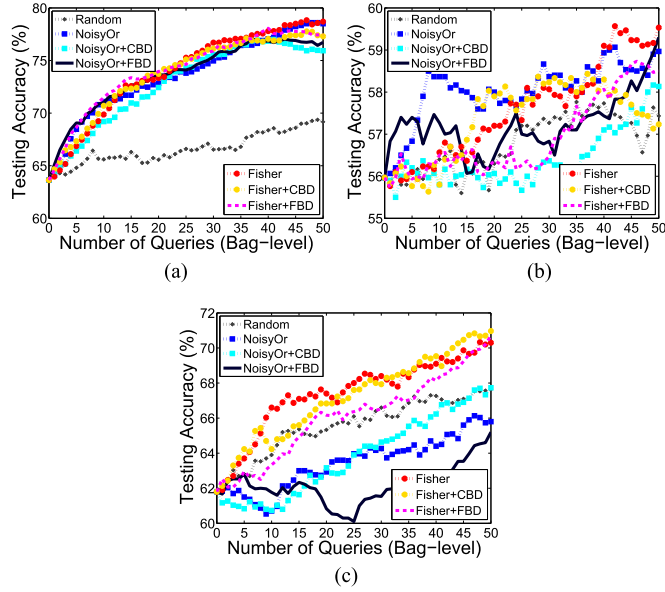 80
75
70
65
60
Testing Accuracy (%)
Random
NoisyOr
NoisyOr+CBD
NoisyOr+FBD
Fisher
Fisher+CBD
Fisher+FBD
0 5 10 15 20 25 30 35 40 45 50
Number of Queries (Bag-level)
(a)
60
59
58
57
56
55
Testing Accuracy (%)
Random
NoisyOr
NoisyOr+CBD
NoisyOr+FBD
Fisher
Fisher+CBD
Fisher+FBD
0 5 10 15 20 25 30 35 40 45 50
Number of Queries (Bag-level)
(b)
72
70
68
66
64
62
60
Testing Accuracy (%)
Random
NoisyOr
NoisyOr+CBD
NoisyOr+FBD
Fisher
Fisher+CBD
Fisher+FBD
0 5 10 15 20 25 30 35 40 45 50
Number of Queries (Bag-level)
(c)